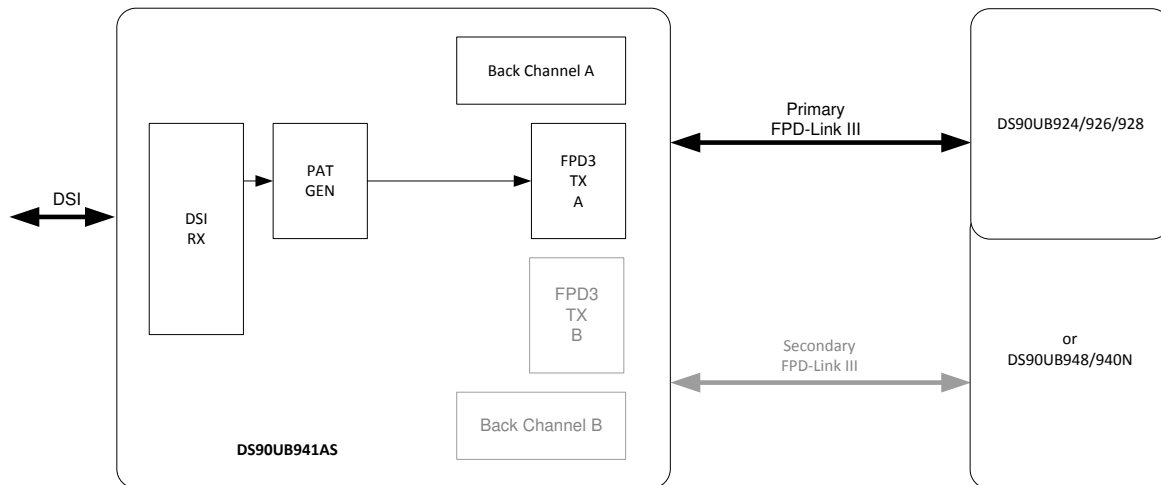 DSI
DSI
RX
PAT
GEN
Back Channel A
FPD3
TX
A
FPD3
TX
B
Back Channel B
DS90UB941AS
Primary
FPD-Link III
Secondary
FPD-Link III
DS90UB924/926/928
or
DS90UB948/940N